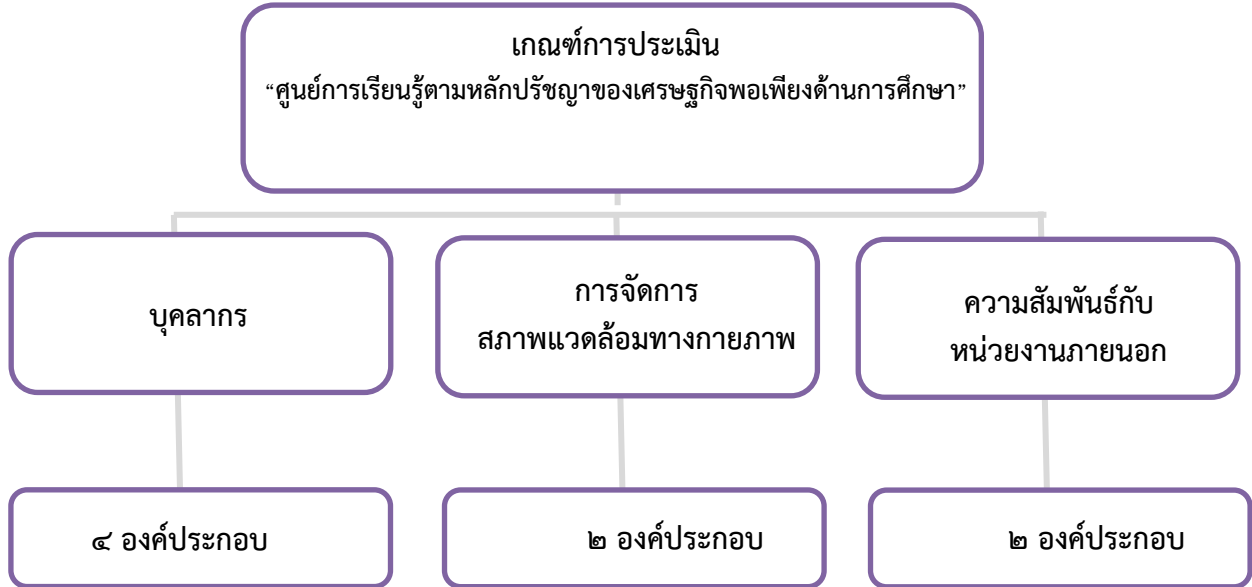 เกณฑ์การประเมิน
“ศูนย์การเรียนรู้ตามหลักปรัชญาของเศรษฐกิจพอเพียงด้านการศึกษา”
บุคลากร
การจัดการ
สภาพแวดล้อมทางกายภาพ
ความสัมพันธ์กับ
หน่วยงานภายนอก
๔ องค์ประกอบ
๒ องค์ประกอบ
๒ องค์ประกอบ